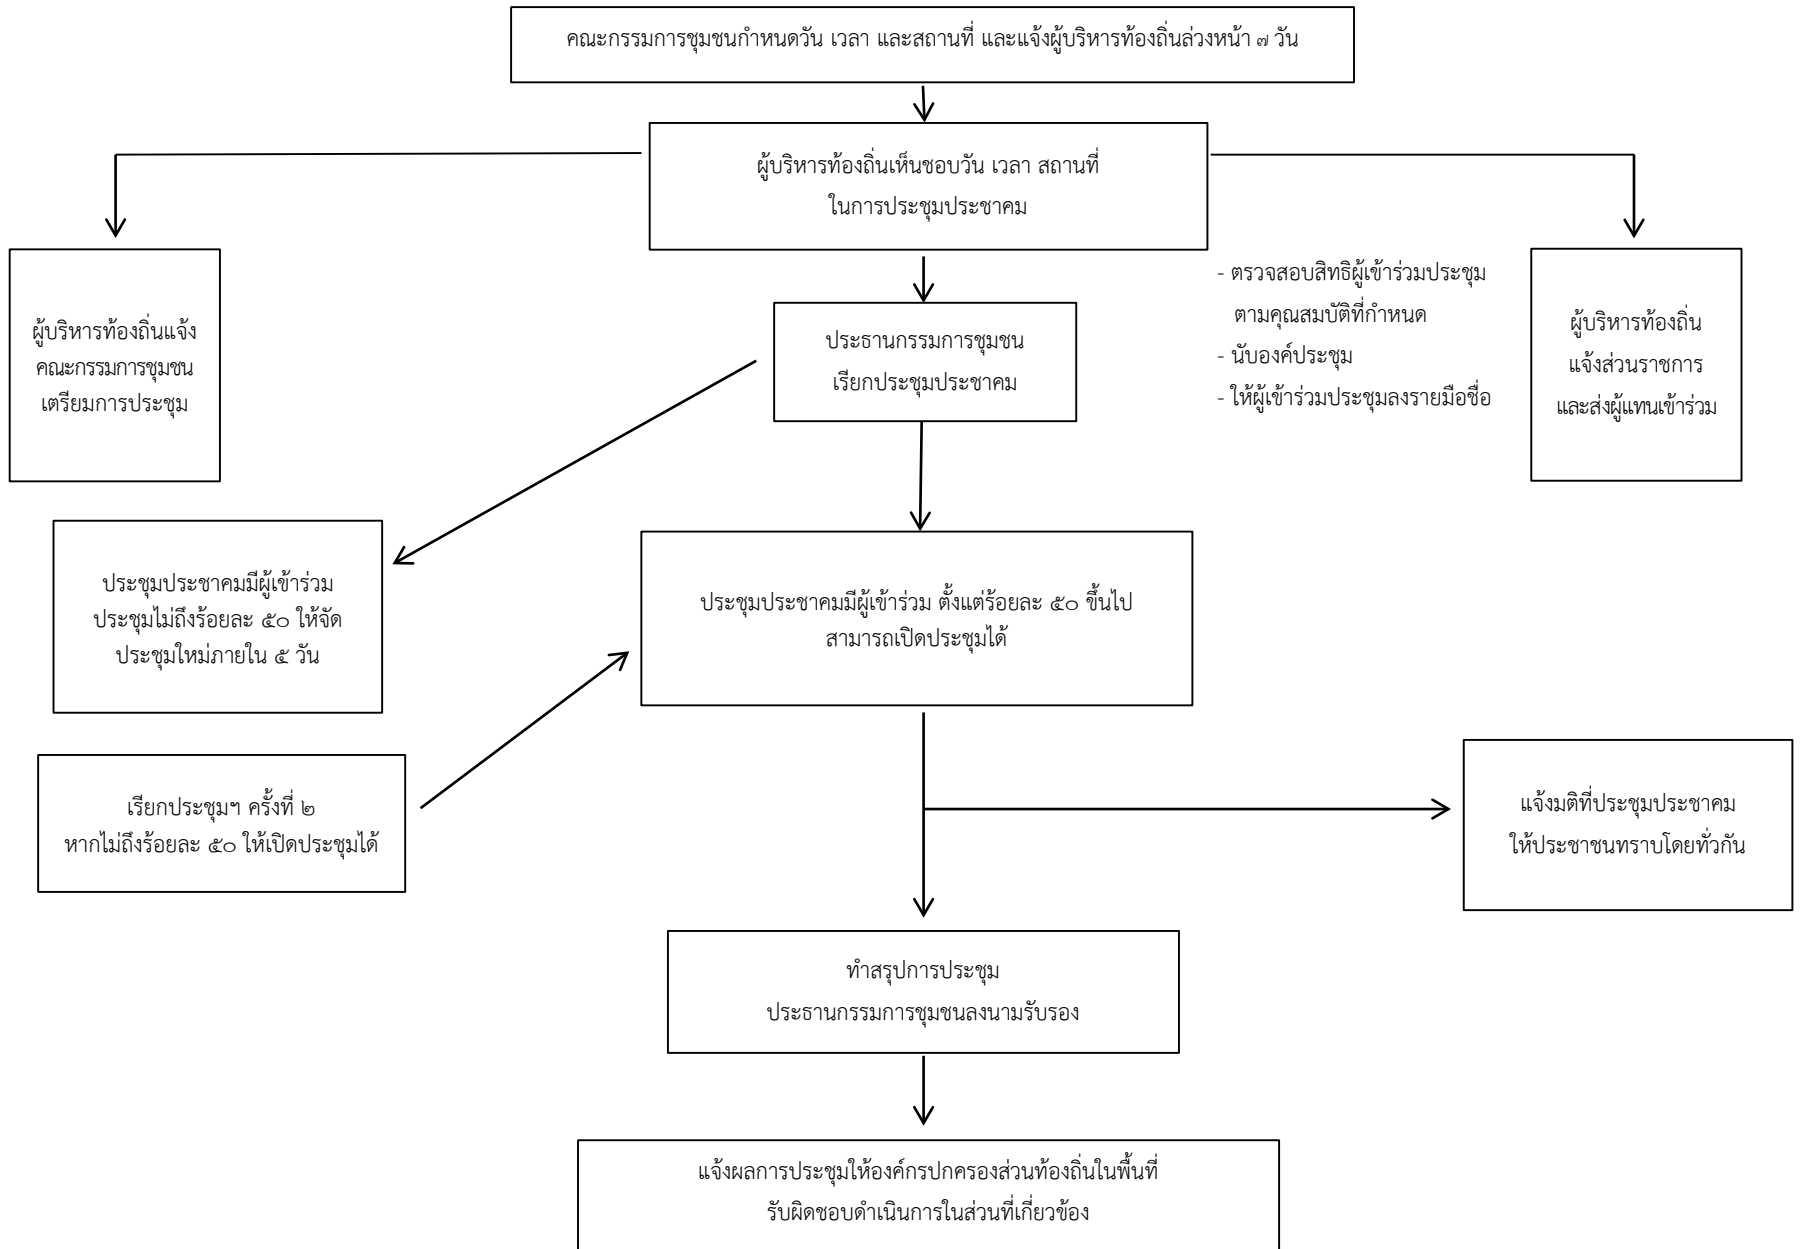 คณะกรรมการชุมชนกำหนดวัน เวลา และสถานที่ และแจ้งผู้บริหารท้องถิ่นล่วงหน้า ๗ วัน
ผู้บริหารท้องถิ่นเห็นชอบวัน เวลา สถานที่
ในการประชุมประชาคม
ผู้บริหารท้องถิ่นแจ้ง
คณะกรรมการชุมชน
เตรียมการประชุม
ประธานกรรมการชุมชน
เรียกประชุมประชาคม
- ตรวจสอบสิทธิผู้เข้าร่วมประชุม
ตามคุณสมบัติที่กำหนด
- นับองค์ประชุม
- ให้ผู้เข้าร่วมประชุมลงรายมือชื่อ
ผู้บริหารท้องถิ่น
แจ้งส่วนราชการ
และส่งผู้แทนเข้าร่วม
ประชุมประชาคมมีผู้เข้าร่วม
ประชุมไม่ถึงร้อยละ ๕๐ ให้จัด
ประชุมใหม่ภายใน ๕ วัน
ประชุมประชาคมมีผู้เข้าร่วม ตั้งแต่ร้อยละ ๕๐ ขึ้นไป
สามารถเปิดประชุมได้
เรียกประชุมฯ ครั้งที่ ๒
หากไม่ถึงร้อยละ ๕๐ ให้เปิดประชุมได้
แจ้งมติที่ประชุมประชาคม
ให้ประชาชนทราบโดยทั่วกัน
ทำสรุปการประชุม
ประธานกรรมการชุมชนลงนามรับรอง
แจ้งผลการประชุมให้องค์กรปกครองส่วนท้องถิ่นในพื้นที่
รับผิดชอบดำเนินการในส่วนที่เกี่ยวข้อง